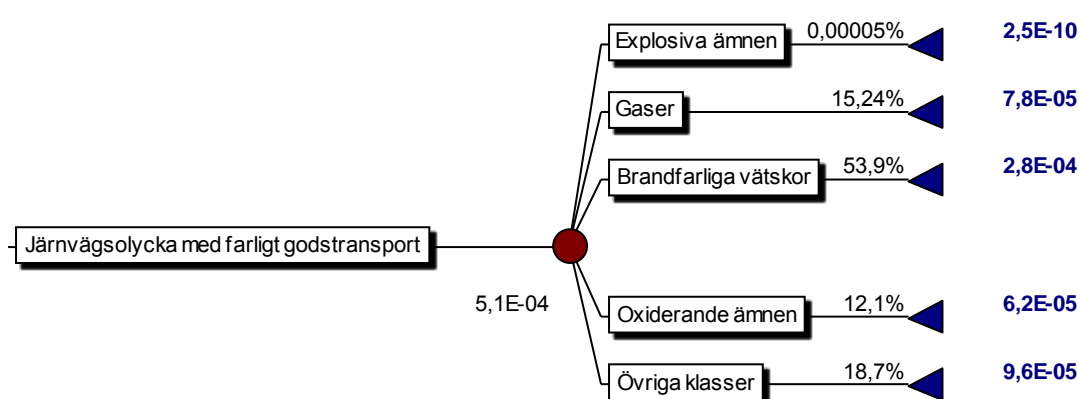 Explosiva ämnen 0,00005% 2,5E-10
Gaser 15,24% 7,8E-05
Brandfarliga vätskor 53,9% 2,8E-04
Järnvägsolycka med farligt godstransport
5,1E-04
Oxiderande ämnen 12,1% 6,2E-05
Övriga klasser 18,7% 9,6E-05